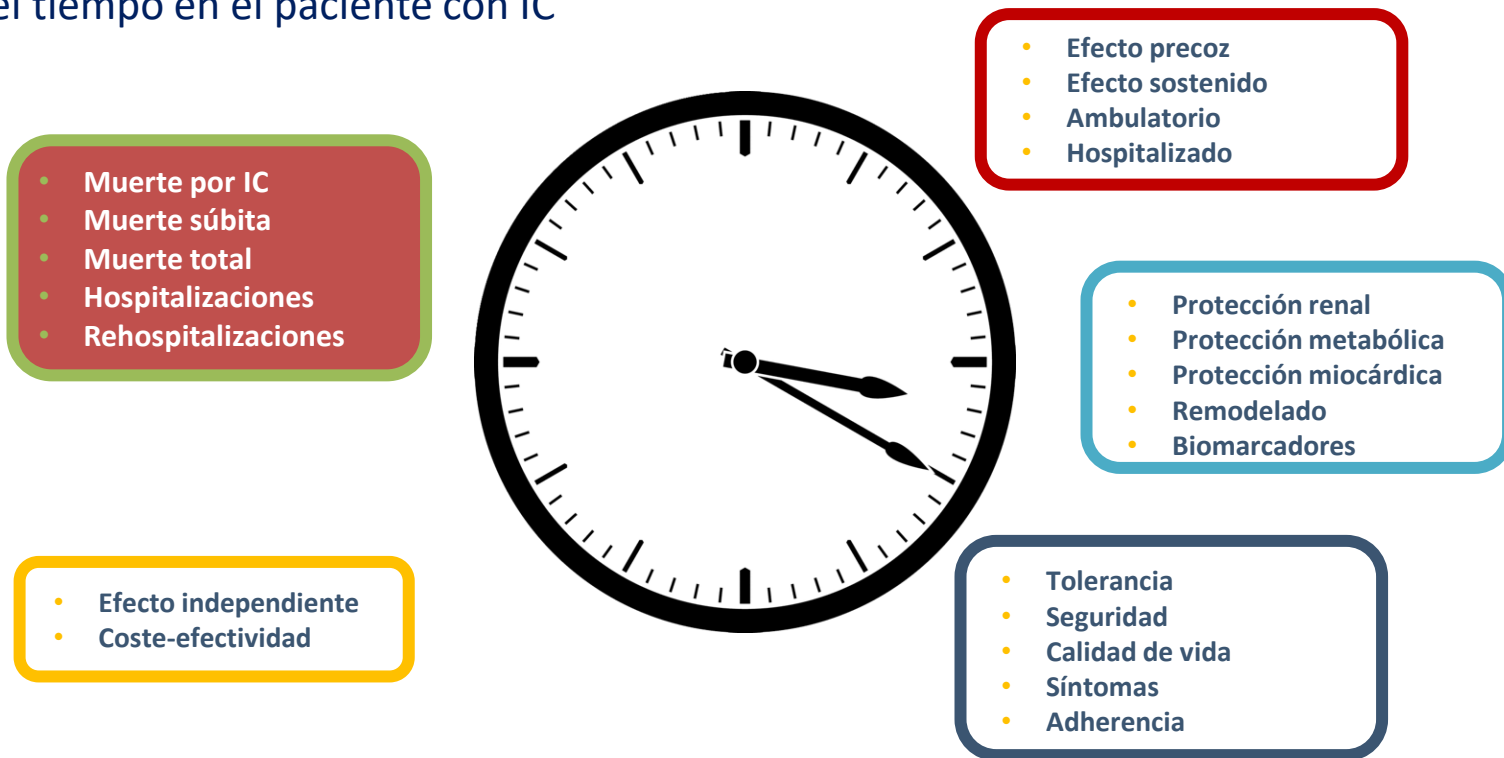 el tiempo en el paciente con IC
• Efecto precoz
• Efecto sostenido
• Ambulatorio
• Hospitalizado
• Muerte por IC
• Muerte súbita
• Muerte total
• Hospitalizaciones
• Rehospitalizaciones
• Protección renal
• Protección metabólica
• Protección miocárdica
• Remodelado
• Biomarcadores
• Efecto independiente
• Coste-efectividad
• Tolerancia
• Seguridad
• Calidad de vida
• Síntomas
• Adherencia